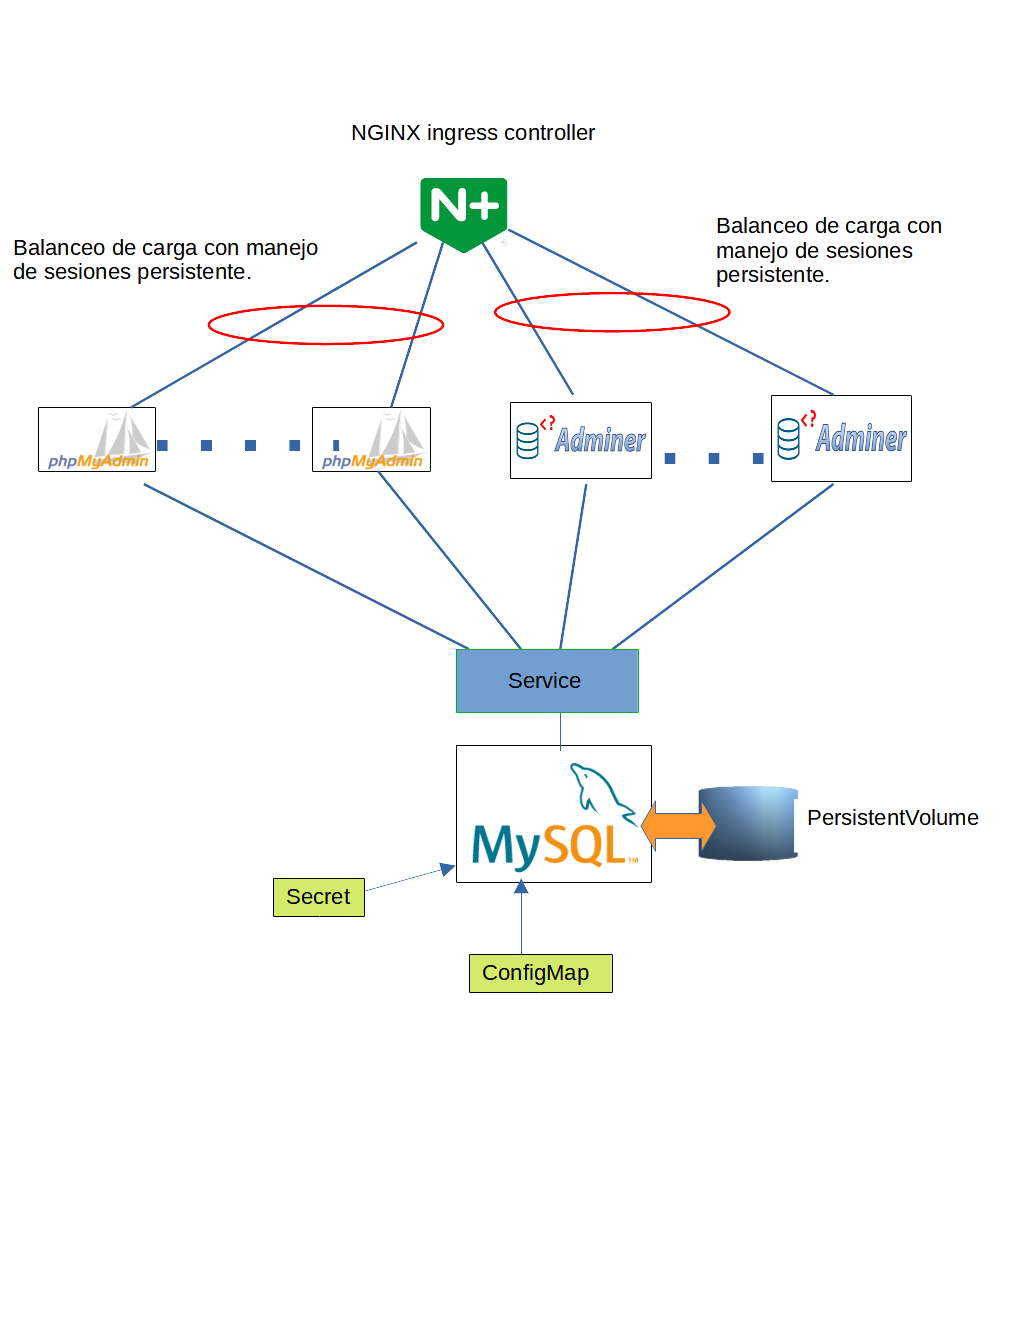 NGINX ingress controller
N+
®
Balanceo de carga con manejo
de sesiones persistente.
Balanceo de carga con
manejo de sesiones
persistente.
phpMyAdmin
phpMyAdmin
<?
Adminer
<?
Adminer
Service
MySQL™
PersistentVolume
Secret
ConfigMap